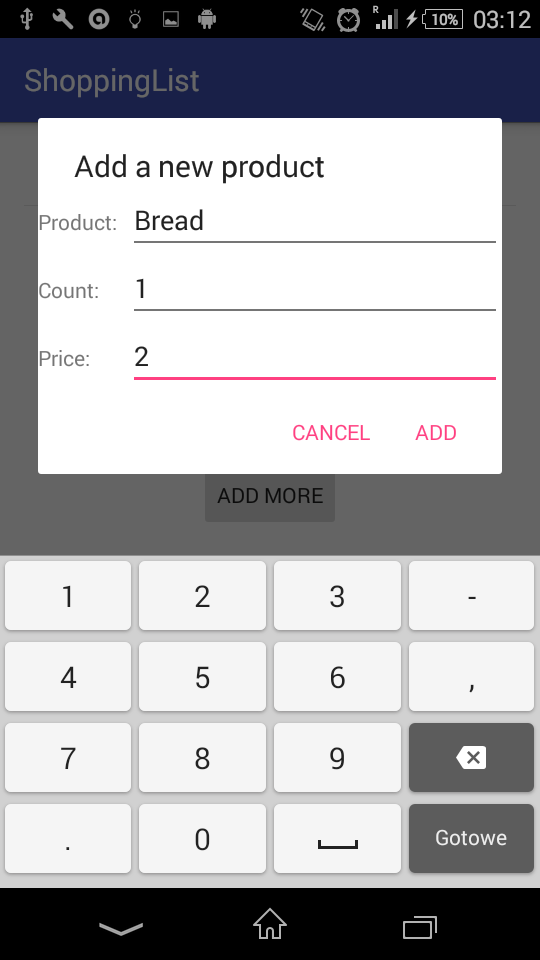 R 10% 03:12
ShoppingList
Add a new product
Product: Bread
Count: 1
Price: 2
CANCEL ADD
ADD MORE
1 2 3 -
4 5 6 ,
7 8 9
. 0
Gotowe